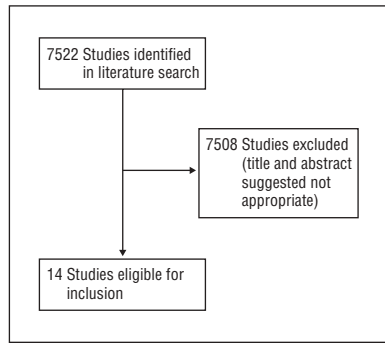 7522 Studies identified
in literature search
7508 Studies excluded
(title and abstract
suggested not
appropriate)
14 Studies eligible for
inclusion